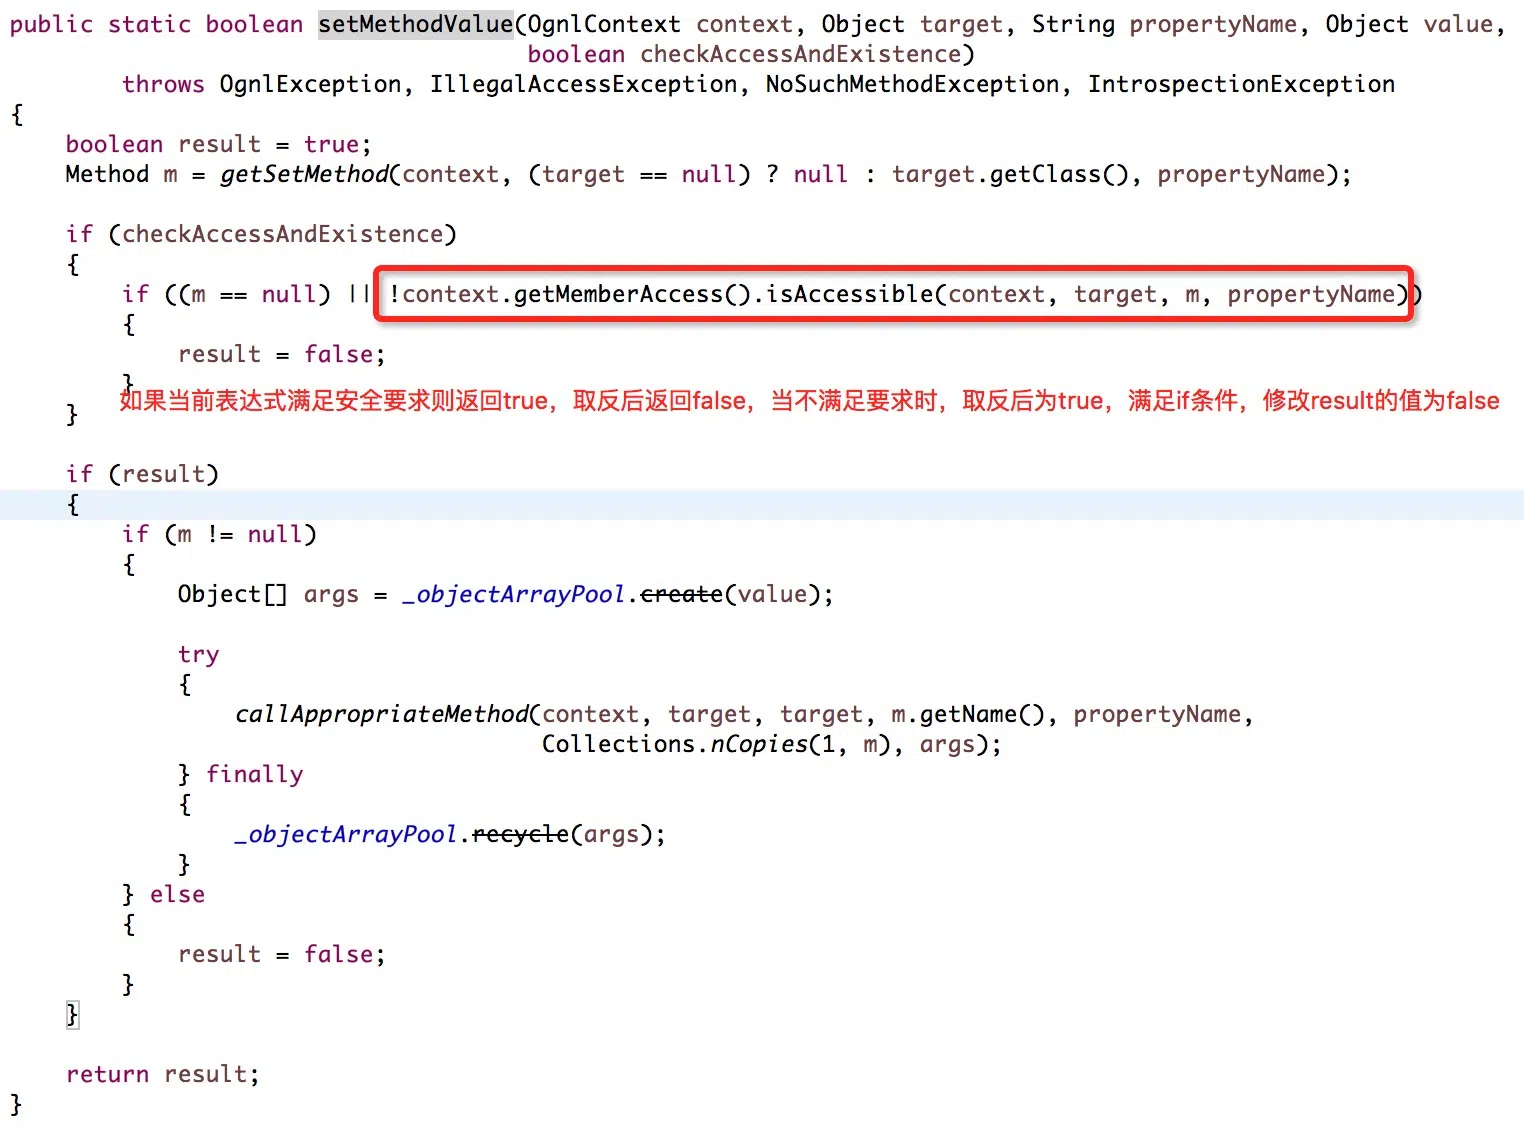 public static boolean setMethodValue(OgnlContext context, Object target, String propertyName, Object value,
boolean checkAccessAndExistence)
throws OgnlException, IllegalAccessException, NoSuchMethodException, IntrospectionException
{
boolean result = true;
Method m = getSetMethod(context, (target == null) ? null : target.getClass(), propertyName);
if (checkAccessAndExistence)
{
if ((m == null) || !context.getMemberAccess().isAccessible(context, target, m, propertyName))
{
result = false;
}
如果当前表达式满足安全要求则返回true，取反后返回false，当不满足要求时，取反后为true，满足if条件，修改result的值为false
}
if (result)
{
if (m != null)
{
Object[] args = _objectArrayPool.create(value);
try
{
callAppropriateMethod(context, target, target, m.getName(), propertyName,
Collections.nCopies(1, m), args);
} finally
{
_objectArrayPool.recycle(args);
}
} else
{
result = false;
}
}
return result;
}